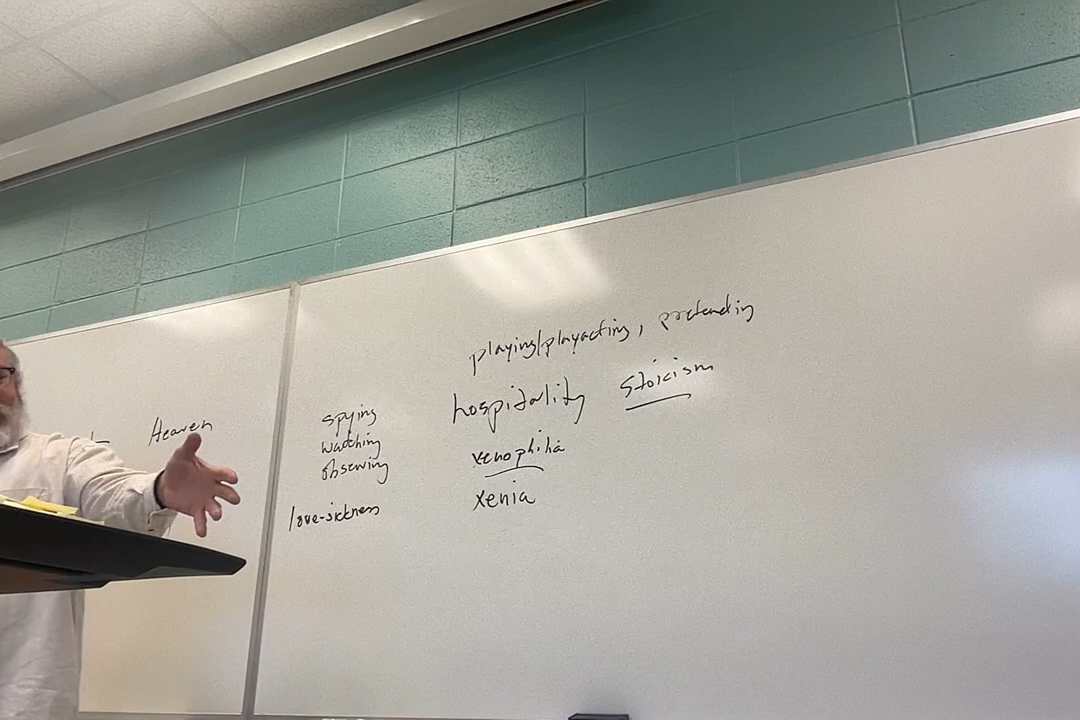 Heaven
spying
watching
observing
love-sickness
playing/playacting, pretending
hospitality stoicism
xenophilia
xenia